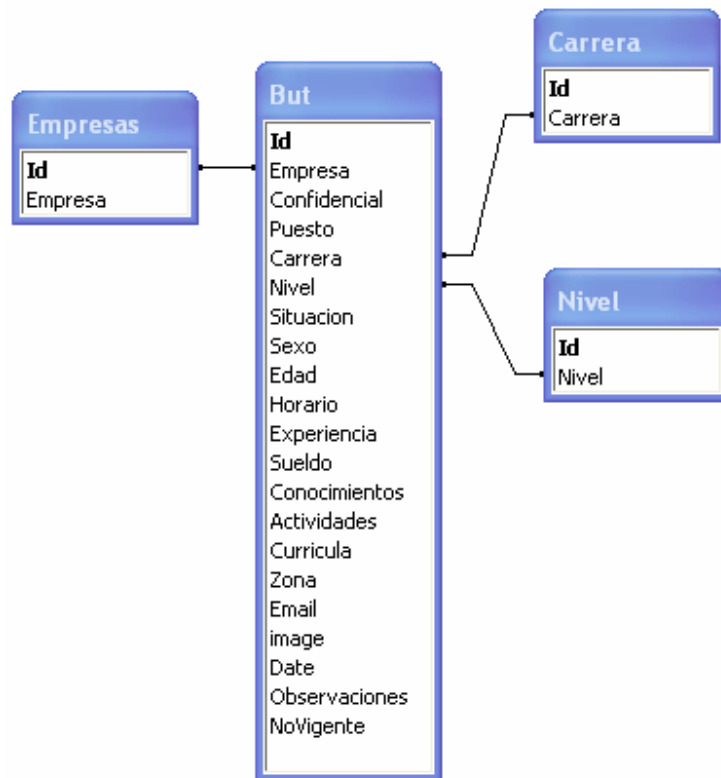 Empresas
Id
Empresa
But
Id
Empresa
Confidencial
Puesto
Carrera
Nivel
Situacion
Sexo
Edad
Horario
Experiencia
Sueldo
Conocimientos
Actividades
Curricula
Zona
Email
image
Date
Observaciones
NoVigente
Carrera
Id
Carrera
Nivel
Id
Nivel